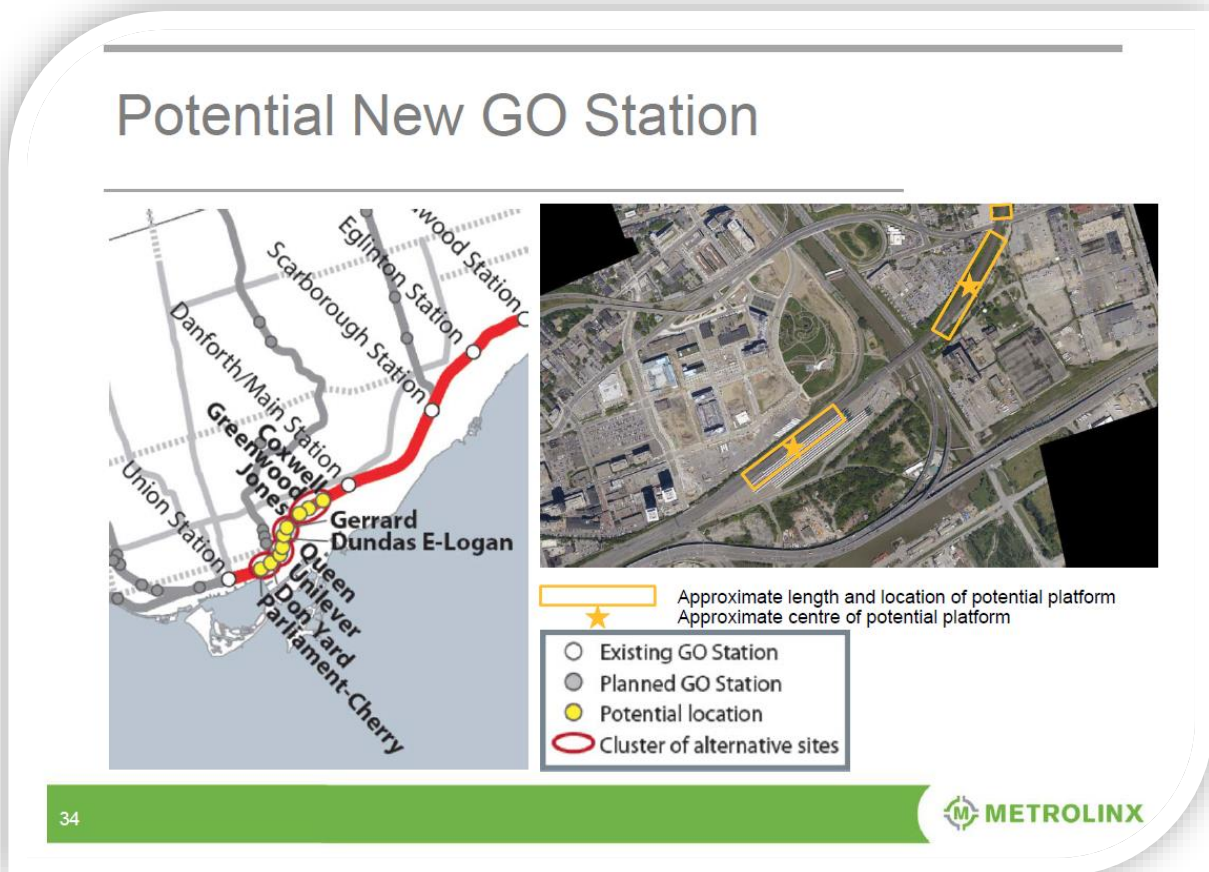 Potential New GO Station
wood Station
Eglinton Station
Scarborough Station
Danforth/Main Station
Union Station
Coxwell
Greenwood
Jones
Gerrard
Dundas E-Logan
Queen
Unilever
Don Yard
Parliament-Cherry
Approximate length and location of potential platform
Approximate centre of potential platform
Existing GO Station
Planned GO Station
Potential location
Cluster of alternative sites
34
M METROLINX